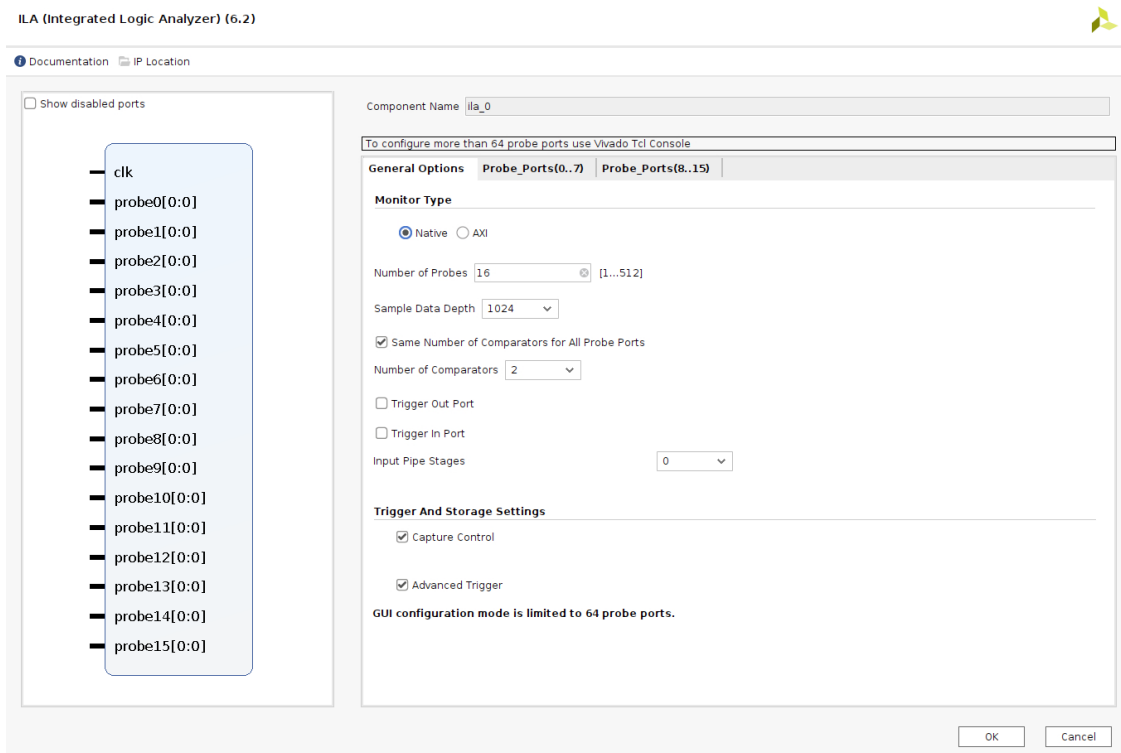 ILA (Integrated Logic Analyzer) (6.2)
Documentation IP Location
Show disabled ports
clk
probe0[0:0]
probe1[0:0]
probe2[0:0]
probe3[0:0]
probe4[0:0]
probe5[0:0]
probe6[0:0]
probe7[0:0]
probe8[0:0]
probe9[0:0]
probe10[0:0]
probe11[0:0]
probe12[0:0]
probe13[0:0]
probe14[0:0]
probe15[0:0]
Component Name ila_0
To configure more than 64 probe ports use Vivado Tcl Console
General Options Probe_Ports(0..7) Probe_Ports(8..15)
Monitor Type
Native AXI
Number of Probes 16 [1...512]
Sample Data Depth 1024
Same Number of Comparators for All Probe Ports
Number of Comparators 2
Trigger Out Port
Trigger In Port
Input Pipe Stages 0
Trigger And Storage Settings
Capture Control
Advanced Trigger
GUI configuration mode is limited to 64 probe ports.
OK Cancel